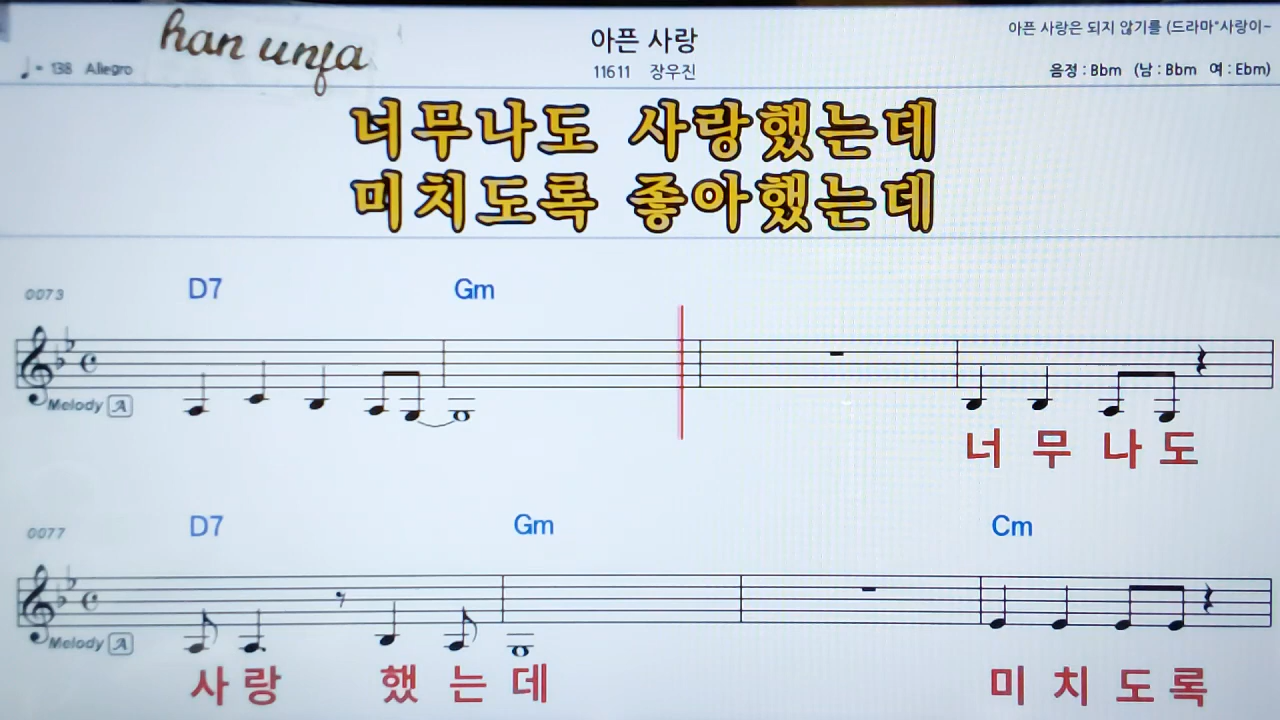 han unfa
아픈 사랑
아픈 사랑은 되지 않기를 (드라마"사랑이~
♩ = 138 Allegro
11611 장우진
음정 : Bbm (남 : Bbm 여 : Ebm)
너무나도 사랑했는데
미치도록 좋아했는데
0073 D7 Gm
Melody A
너 무 나 도
0077 D7 Gm Cm
Melody A
사 랑 했 는 데 미 치 도 록